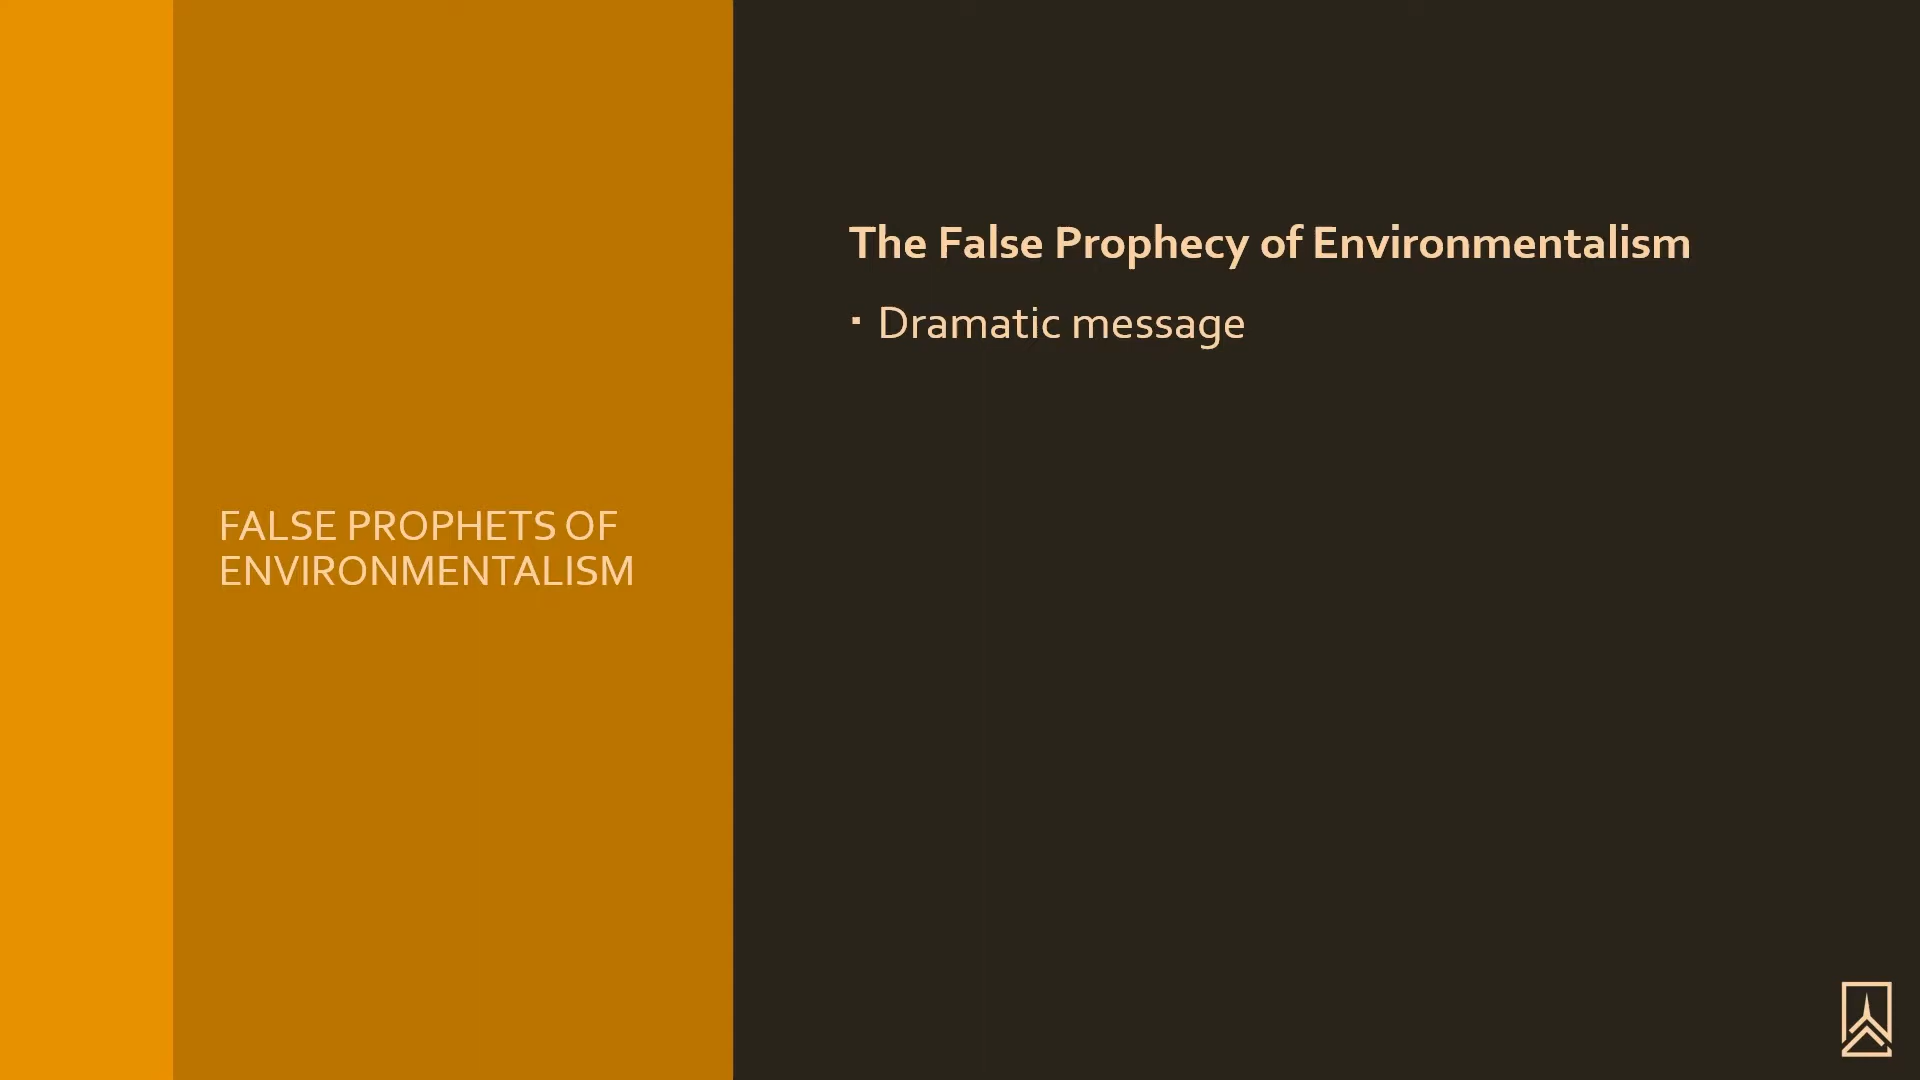 FALSE PROPHETS OF
ENVIRONMENTALISM
The False Prophecy of Environmentalism
▪ Dramatic message